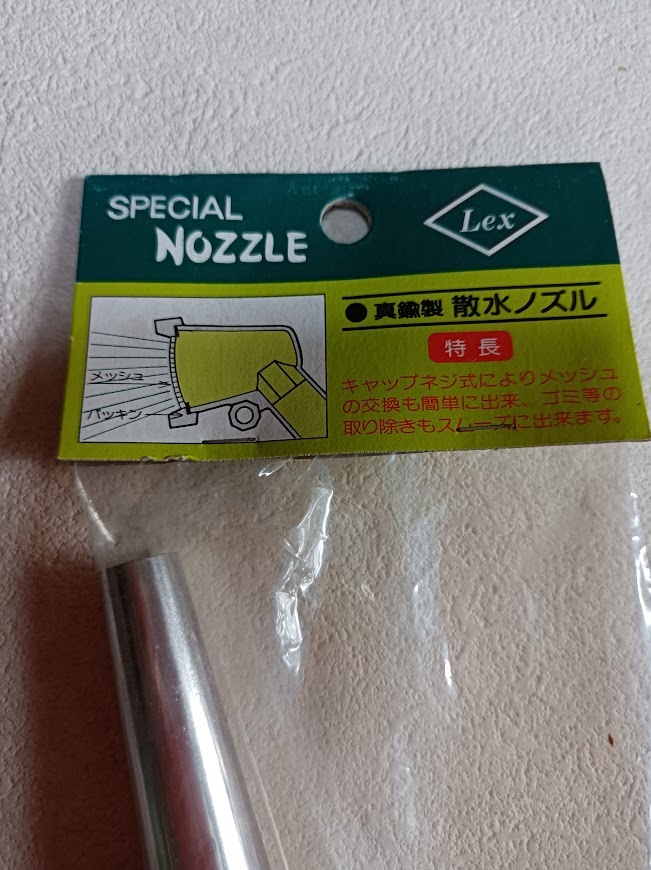 SPECIAL
NOZZLE
Lex
●真鍮製 散水ノズル
特長
メッシュ
パッキン
キャップネジ式によりメッシュ
の交換も簡単に出来、ゴミ等の
取り除きもスムーズに出来ます。